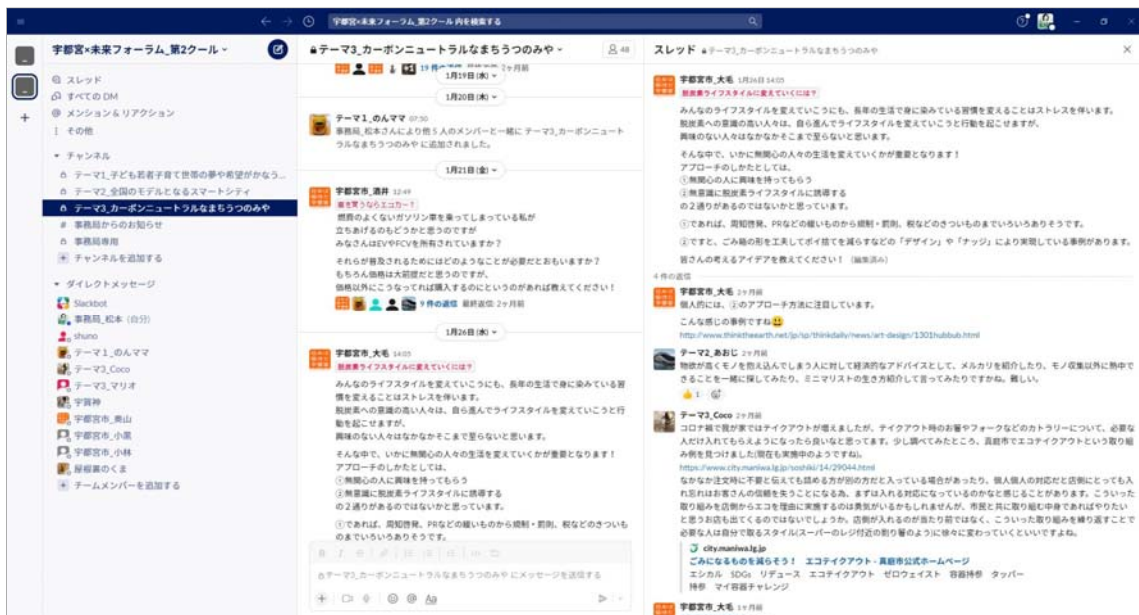 宇都宮×未来フォーラム_第2クール 内を検索する
宇都宮×未来フォーラム_第2クール
スレッド
すべての DM
メンション & リアクション
その他
チャンネル
テーマ1_子ども若者子育て世帯の夢や希望がかなう...
テーマ2_全国のモデルとなるスマートシティ
テーマ3_カーボンニュートラルなまちうつのみや
# 事務局からのお知らせ
事務局専用
+ チャンネルを追加する
ダイレクトメッセージ
Slackbot
事務局_松本 (自分)
shuno
テーマ1_のんママ
テーマ3_Coco
テーマ3_マリオ
宇賀神
宇都宮市_奥山
宇都宮市_小黒
宇都宮市_小林
屋根裏のくま
+ チームメンバーを追加する
テーマ3_カーボンニュートラルなまちうつのみや
48
+1 19 件の返信 2ヶ月前
1月19日 (水)
1月20日 (木)
テーマ1_のんママ 07:50
事務局_松本さんにより他 5 人のメンバーと一緒に テーマ3_カーボンニュート
ラルなまちうつのみや に追加されました。
1月21日 (金)
宇都宮市_酒井 12:49
車を買うならエコカー!
燃費のよくないガソリン車を乗ってしまっている私が
立ちあげるのもどうかと思うのですが
みなさんはEVやFCVを所有されていますか?
それらが普及されるためにはどのようなことが必要だとおもいますか?
もちろん価格は大前提だと思うのですが、
価格以外にこうなってれば購入するのにというのがあれば教えてください!
9 件の返信 最終返信: 2ヶ月前
1月26日 (水)
宇都宮市_大毛 14:05
脱炭素ライフスタイルに変えていくには?
みんなのライフスタイルを変えていこうにも、長年の生活で身に染みている習
慣を変えることはストレスを伴います。
脱炭素への意識の高い人々は、自ら進んでライフスタイルを変えていこうと行
動を起こせますが、
興味のない人々はなかなかそこまで至らないと思います。
そんな中で、いかに無関心の人々の生活を変えていくかが重要となります!
アプローチのしかたとしては、
①無関心の人に興味を持ってもらう
②無意識に脱炭素ライフスタイルに誘導する
の2通りがあるのではないかと思っています。
①であれば、周知啓発、PRなどの緩いものから規制・罰則、税などのきついも
のまでいろいろありそうです。
テーマ3_カーボンニュートラルなまちうつのみや にメッセージを送信する
スレッド テーマ3_カーボンニュートラルなまちうつのみや
宇都宮市_大毛 1月26日 14:05
脱炭素ライフスタイルに変えていくには?
みんなのライフスタイルを変えていこうにも、長年の生活で身に染みている習慣を変えることはストレスを伴います。
脱炭素への意識の高い人々は、自ら進んでライフスタイルを変えていこうと行動を起こせますが、
興味のない人々はなかなかそこまで至らないと思います。
そんな中で、いかに無関心の人々の生活を変えていくかが重要となります!
アプローチのしかたとしては、
①無関心の人に興味を持ってもらう
②無意識に脱炭素ライフスタイルに誘導する
の2通りがあるのではないかと思っています。
①であれば、周知啓発、PRなどの緩いものから規制・罰則、税などのきついものまでいろいろありそうです。
②ですと、ごみ箱の形を工夫してポイ捨てを減らすなどの「デザイン」や「ナッジ」により実現している事例があります。
皆さんの考えるアイデアを教えてください! (編集済み)
4 件の返信
宇都宮市_大毛 2ヶ月前
個人的には、②のアプローチ方法に注目しています。
こんな感じの事例ですね
http://www.thinktheearth.net/jp/sp/thinkdaily/news/art-design/1301hubbub.html
テーマ2_あおじ 2ヶ月前
物欲が高くモノを抱え込んでしまう人に対して経済的なアドバイスとして、メルカリを紹介したり、モノ収集以外に熱中で
きることを一緒に探してみたり、ミニマリストの生き方紹介して言ってみたりですかね。難しい。
1
テーマ3_Coco 2ヶ月前
コロナ禍で我が家ではテイクアウトが増えましたが、テイクアウト時のお箸やフォークなどのカトラリーについて、必要な
人だけ入れてもらえようになったら良いなと思ってます。少し調べてみたところ、真庭市でエコテイクアウトという取り組
み例を見つけました(現在も実施中のようですね)。
https://www.city.maniwa.lg.jp/soshiki/14/29044.html
なかなか注文時に不要と伝えても詰める方が別の方だと入っている場合があったり、個人個人の対応だと店側にとっても入
れ忘れはお客さんの信頼を失うことになる為、まずは入れる対応になっているのかなと感じることがあります。こういった
取り組みを店側からエコを理由に実施するのは勇気がいるかもしれませんが、市民と共に取り組む中身であればやりたい
と思うお店も出てくるのではないでしょうか。店側が入れるのが当たり前ではなく、こういった取り組みを繰り返すことで
必要な人は自分で取るスタイル(スーパーのレジ付近の割り箸のよう)に徐々に変わっていくといいですよね。
city.maniwa.lg.jp
ごみになるものを減らそう! エコテイクアウト - 真庭市公式ホームページ
エシカル SDGs リデュース エコテイクアウト ゼロウェイスト 容器持参 タッパー
持参 マイ容器チャレンジ
宇都宮市_大毛 1ヶ月前